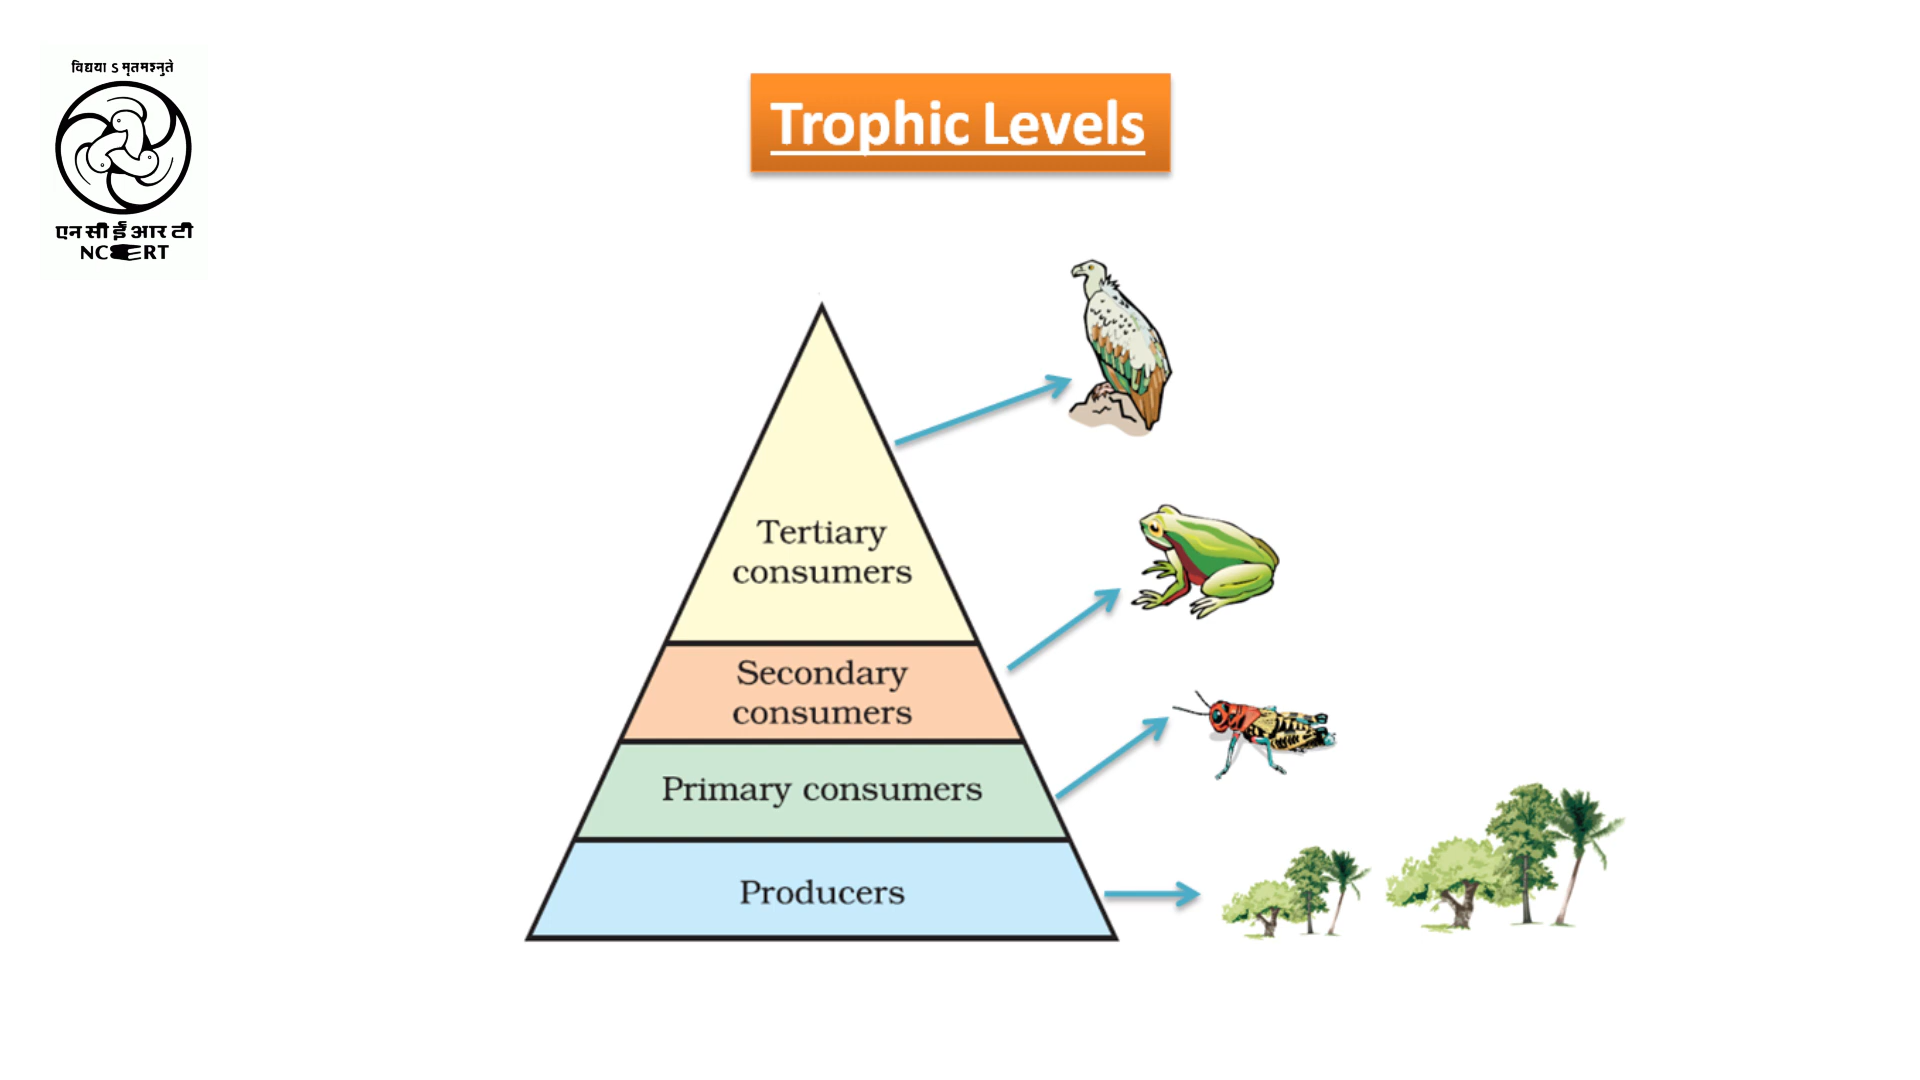 विद्यया ऽ मृतमश्नुते
एन सी ई आर टी
NCERT
Trophic Levels
Tertiary
consumers
Secondary
consumers
Primary consumers
Producers